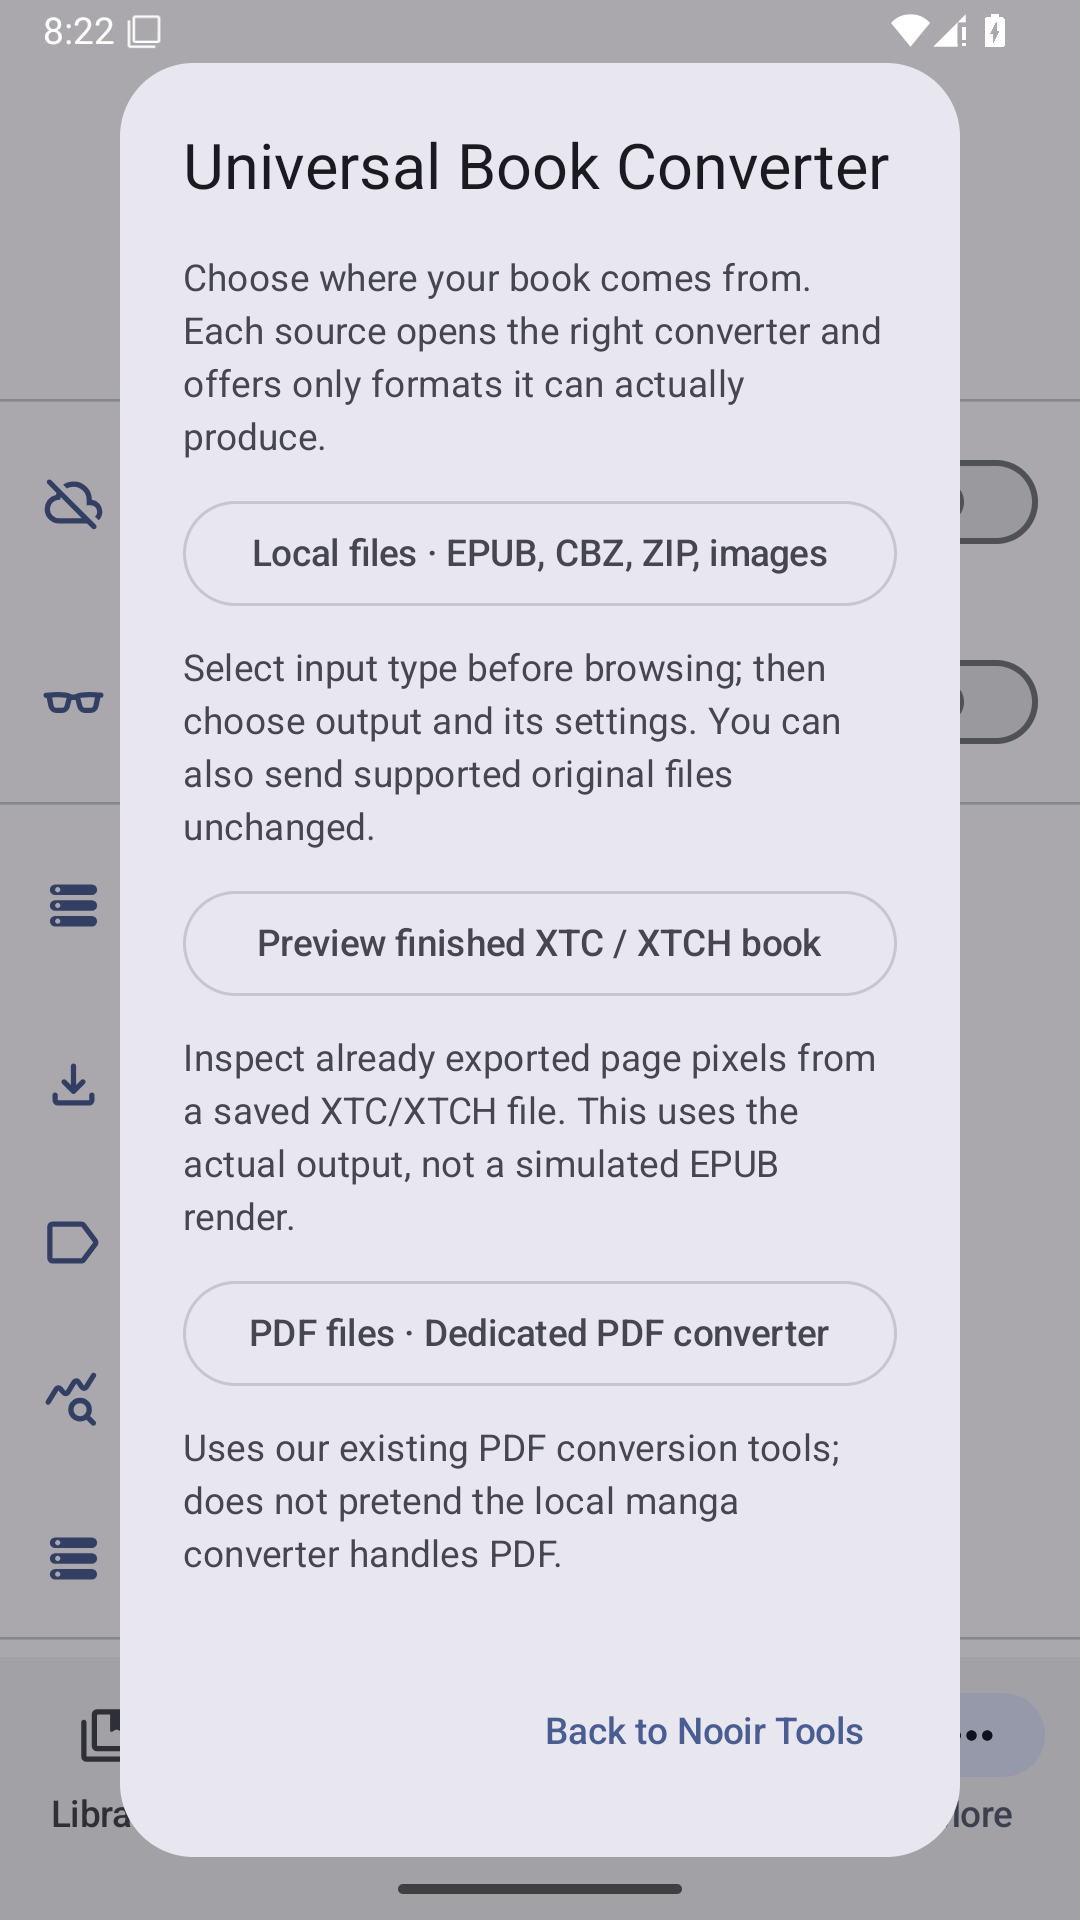 8:22
Universal Book Converter
Choose where your book comes from.
Each source opens the right converter and
offers only formats it can actually
produce.
Local files · EPUB, CBZ, ZIP, images
Select input type before browsing; then
choose output and its settings. You can
also send supported original files
unchanged.
Preview finished XTC / XTCH book
Inspect already exported page pixels from
a saved XTC/XTCH file. This uses the
actual output, not a simulated EPUB
render.
PDF files · Dedicated PDF converter
Uses our existing PDF conversion tools;
does not pretend the local manga
converter handles PDF.
Back to Nooir Tools